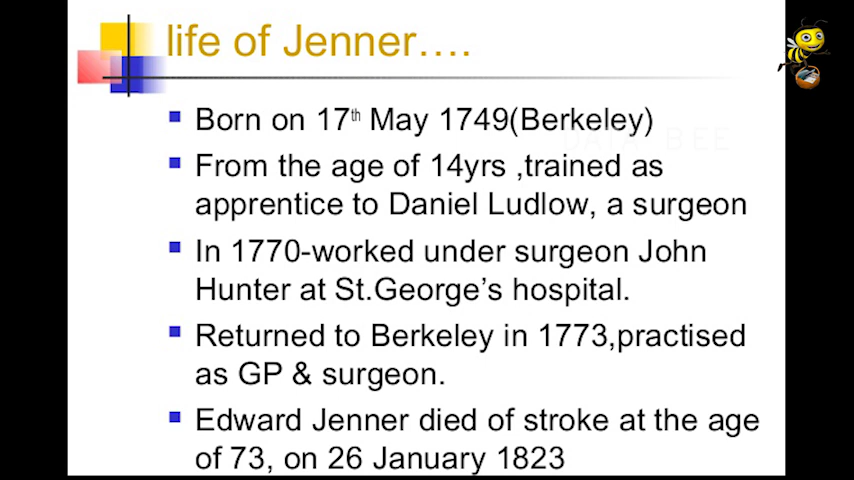 life of Jenner….
Born on 17th May 1749(Berkeley)
DATA BEE
From the age of 14yrs ,trained as
apprentice to Daniel Ludlow, a surgeon
In 1770-worked under surgeon John
Hunter at St.George’s hospital.
Returned to Berkeley in 1773,practised
as GP & surgeon.
Edward Jenner died of stroke at the age
of 73, on 26 January 1823